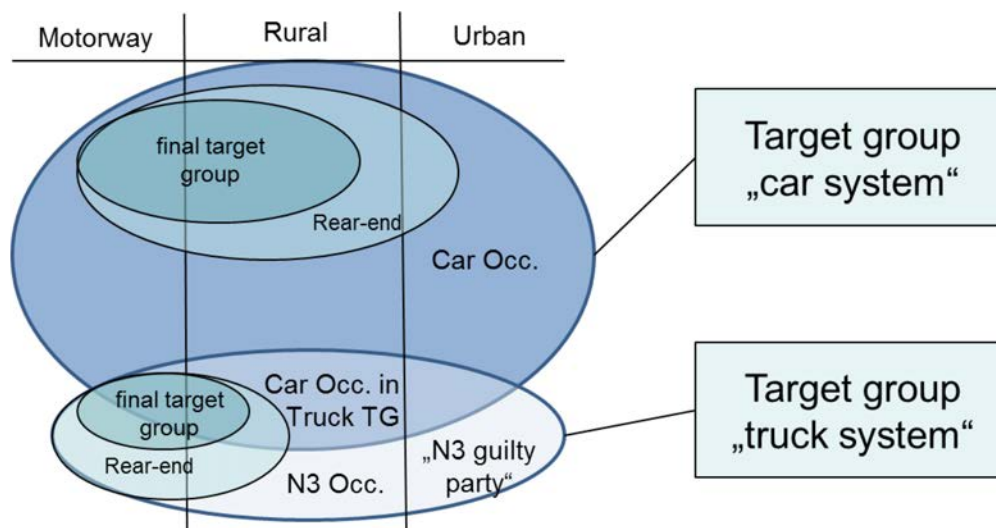 Motorway
Rural
Urban
final target
group
Rear-end
Car Occ.
Target group
„car system“
Car Occ. in
Truck TG
final target
group
Rear-end
N3 Occ.
„N3 guilty
party“
Target group
„truck system“